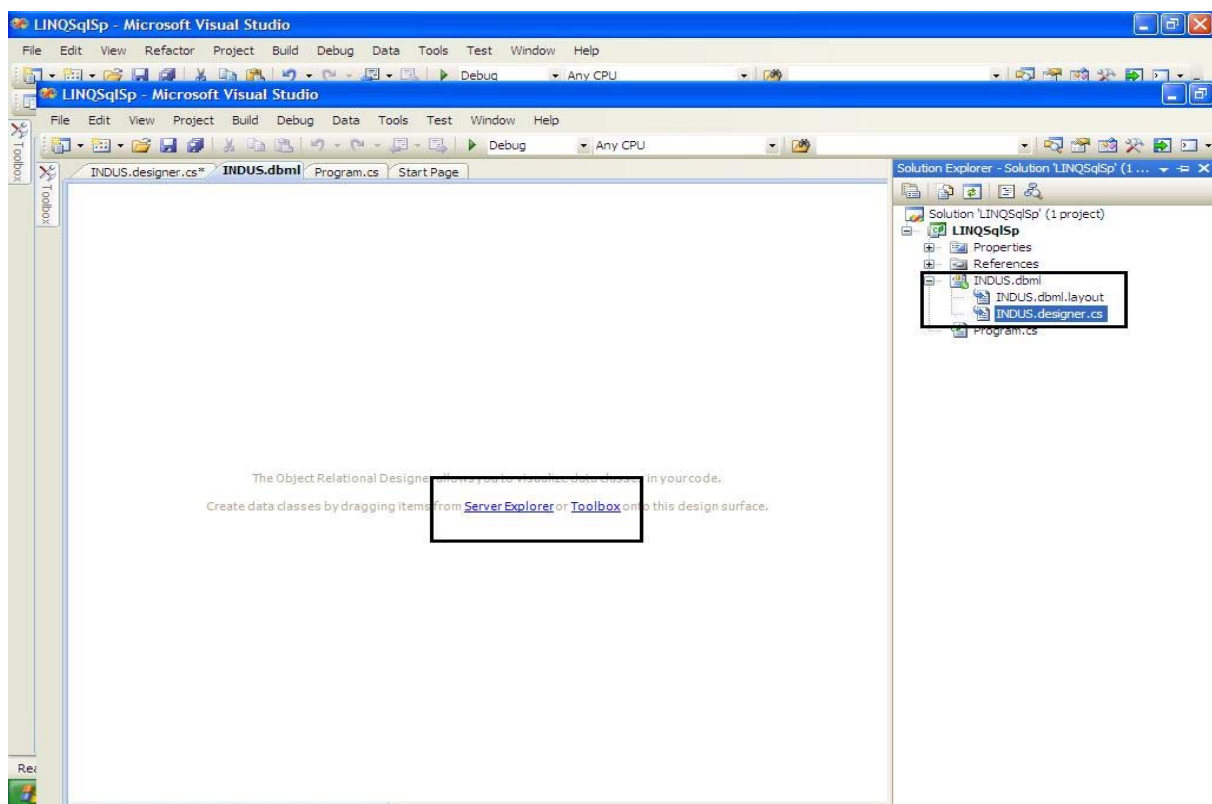 LINQSqlSp - Microsoft Visual Studio
File Edit View Refactor Project Build Debug Data Tools Test Window Help
Debug Any CPU
LINQSqlSp - Microsoft Visual Studio
File Edit View Project Build Debug Data Tools Test Window Help
Debug Any CPU
Toolbox
Toolbox
INDUS.designer.cs* INDUS.dbml Program.cs Start Page
Solution Explorer - Solution 'LINQSqlSp' (1 ...
Solution 'LINQSqlSp' (1 project)
LINQSqlSp
Properties
References
INDUS.dbml
INDUS.dbml.layout
INDUS.designer.cs
Program.cs
The Object Relational Designer allows you to visualize data classes in your code.
Create data classes by dragging items from Server Explorer or Toolbox onto this design surface.